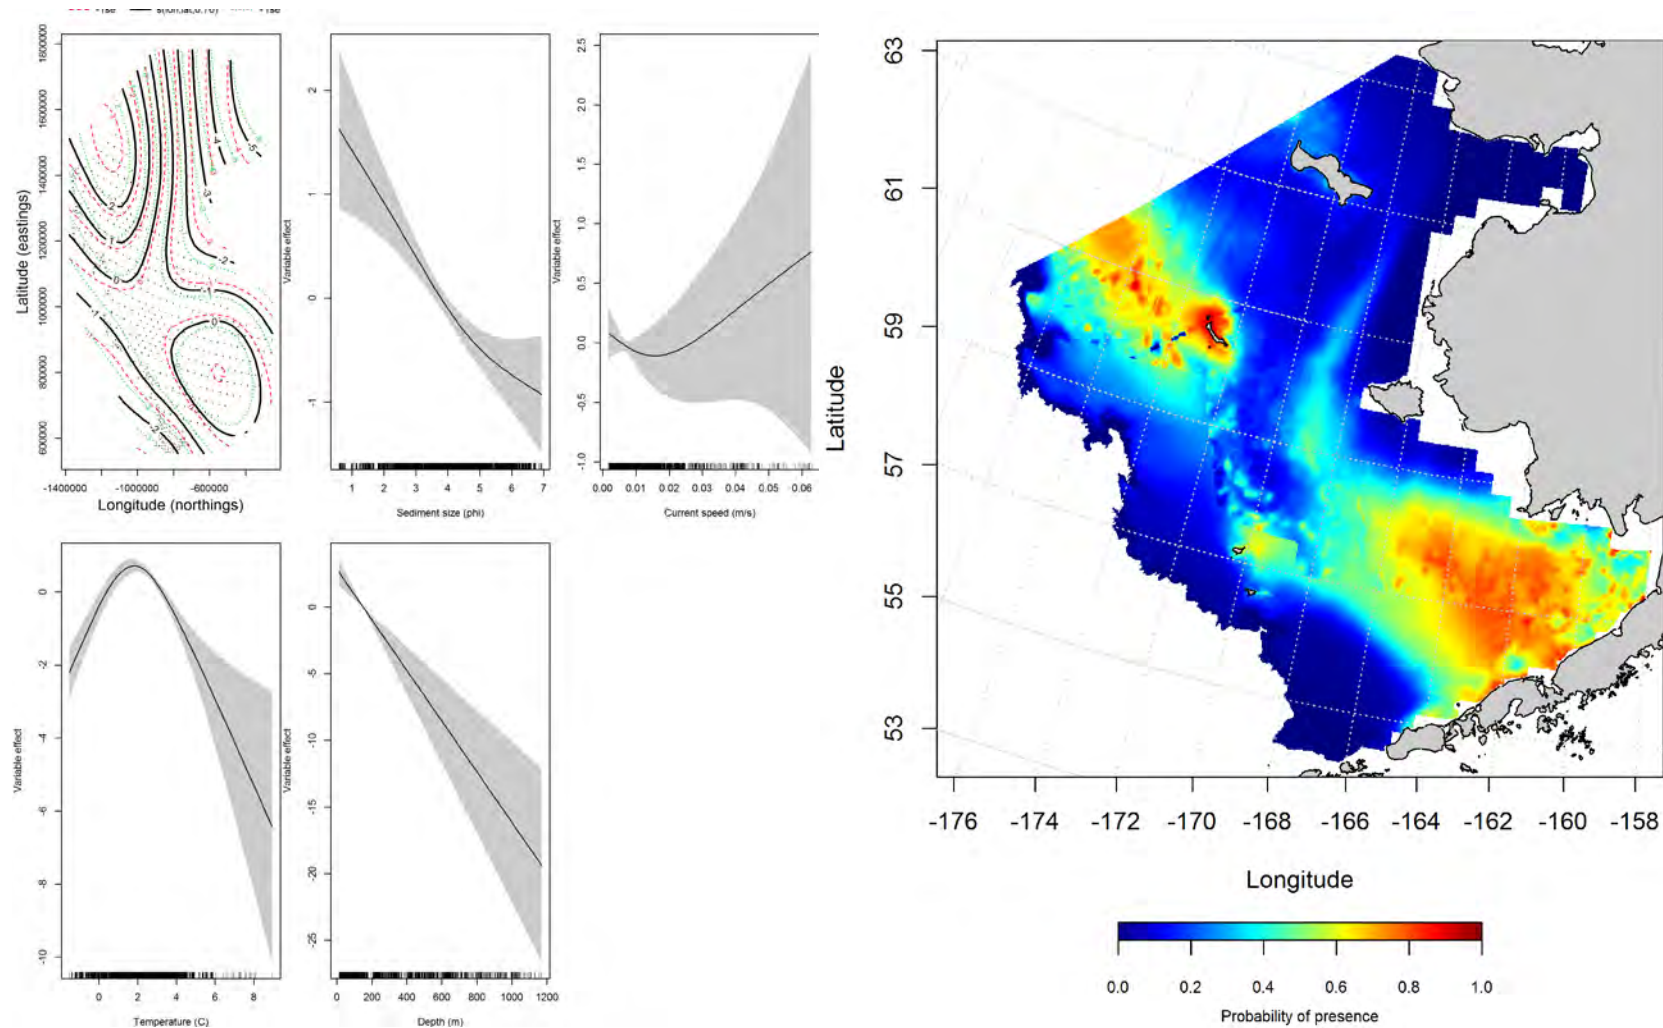 -1se s(lon,lat,8.76) +1se
1800000
1600000
1400000
1200000
1000000
800000
600000
Latitude (eastings)
-1400000 -1000000 -600000
Longitude (northings)
Variable effect
2
1
0
-1
1 2 3 4 5 6 7
Sediment size (phi)
Variable effect
2.5
2.0
1.5
1.0
0.5
0.0
-0.5
-1.0
0.00 0.01 0.02 0.03 0.04 0.05 0.06
Current speed (m/s)
Variable effect
0
-2
-4
-6
-8
-10
0 2 4 6 8
Temperature (C)
Variable effect
0
-5
-10
-15
-20
-25
0 200 400 600 800 1000 1200
Depth (m)
Latitude
63
61
59
57
55
53
-176 -174 -172 -170 -168 -166 -164 -162 -160 -158
Longitude
0.0 0.2 0.4 0.6 0.8 1.0
Probability of presence